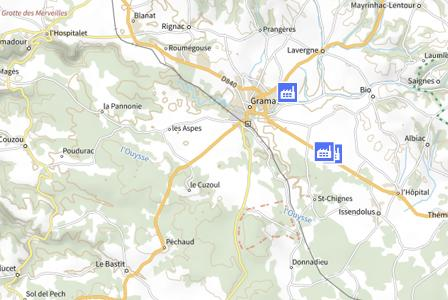 Grotte des Merveilles
Blanat
Mayrinhac-Lentour
Rignac
Prangères
l'Hospitalet
Roumégouse
Lavergne
D840
Saignes
Bio
la Pannonie
Grama
les Aspes
Albiac
l'Ouysse
Poudurac
le Cuzoul
l'Hôpital
St-Chignes
Issendolus
l'Ouysse
Péchaud
Le Bastit
Donnadieu
Sol del Pech